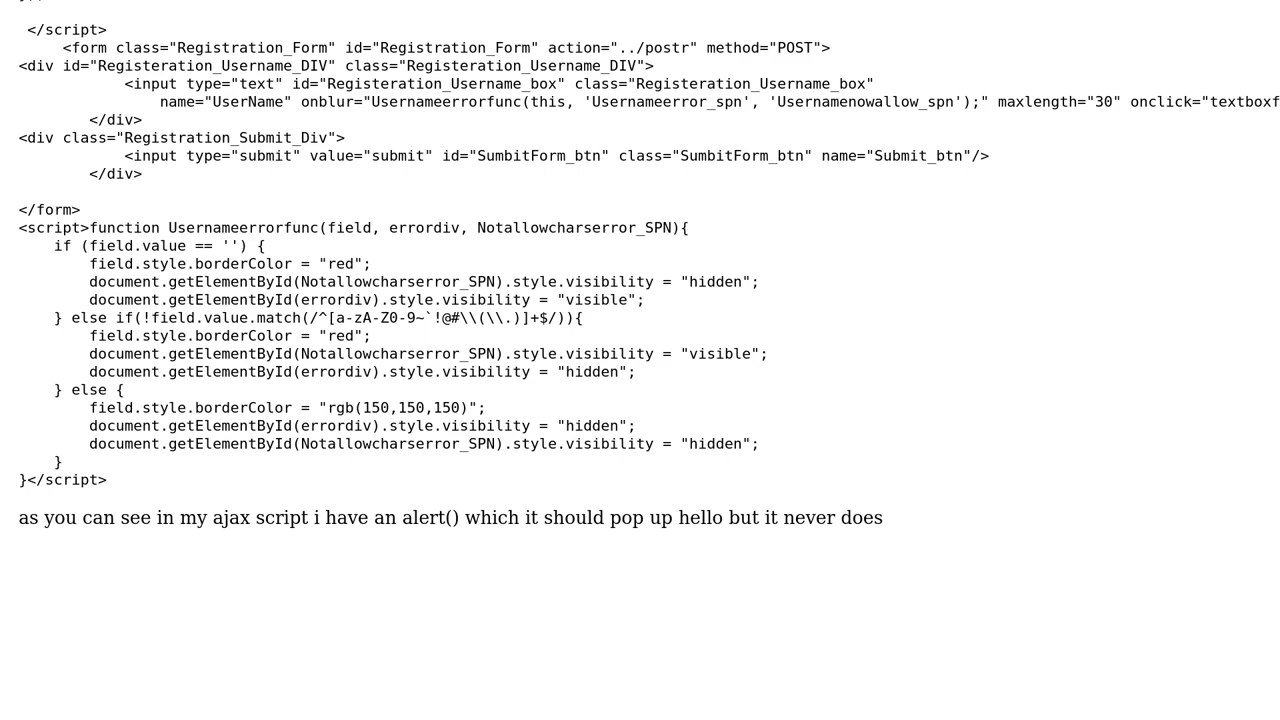 </script>
<form class="Registration_Form" id="Registration_Form" action="../postr" method="POST">
<div id="Registeration_Username_DIV" class="Registeration_Username_DIV">
<input type="text" id="Registeration_Username_box" class="Registeration_Username_box"
name="UserName" onblur="Usernameerrorfunc(this, 'Usernameerror_spn', 'Usernamenowallow_spn');" maxlength="30" onclick="textboxf
</div>
<div class="Registration_Submit_Div">
<input type="submit" value="submit" id="SumbitForm_btn" class="SumbitForm_btn" name="Submit_btn"/>
</div>
</form>
<script>function Usernameerrorfunc(field, errordiv, Notallowcharserror_SPN){
if (field.value == '') {
field.style.borderColor = "red";
document.getElementById(Notallowcharserror_SPN).style.visibility = "hidden";
document.getElementById(errordiv).style.visibility = "visible";
} else if(!field.value.match(/^[a-zA-Z0-9~`!@#\\(\\.)]+$/)){
field.style.borderColor = "red";
document.getElementById(Notallowcharserror_SPN).style.visibility = "visible";
document.getElementById(errordiv).style.visibility = "hidden";
} else {
field.style.borderColor = "rgb(150,150,150)";
document.getElementById(errordiv).style.visibility = "hidden";
document.getElementById(Notallowcharserror_SPN).style.visibility = "hidden";
}
}</script>
as you can see in my ajax script i have an alert() which it should pop up hello but it never does